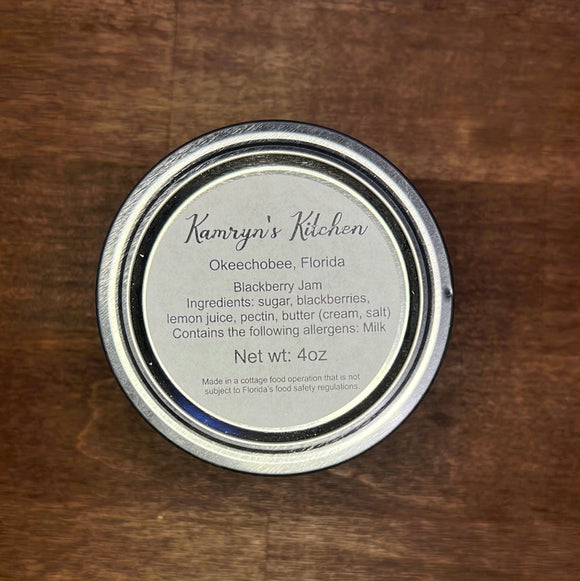 Kamryn's Kitchen
Okeechobee, Florida
Blackberry Jam
Ingredients: sugar, blackberries,
lemon juice, pectin, butter (cream, salt)
Contains the following allergens: Milk
Net wt: 4oz
Made in a cottage food operation that is not
subject to Florida's food safety regulations.